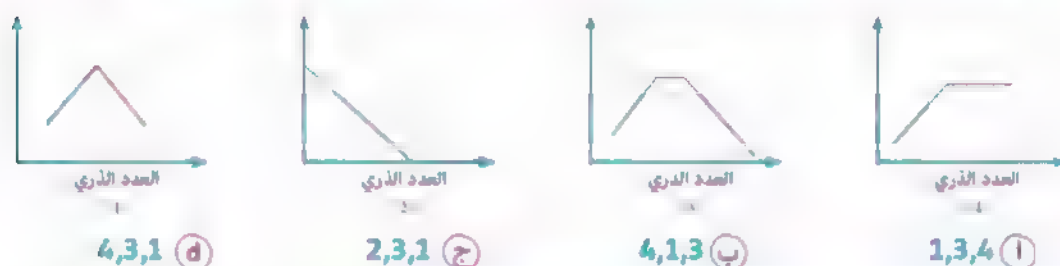 العدد الذري
العدد الذري
العدد الذري
العدد الذري
أ 1,3,4
ب 4,1,3
ج 2,3,1
د 4,3,1